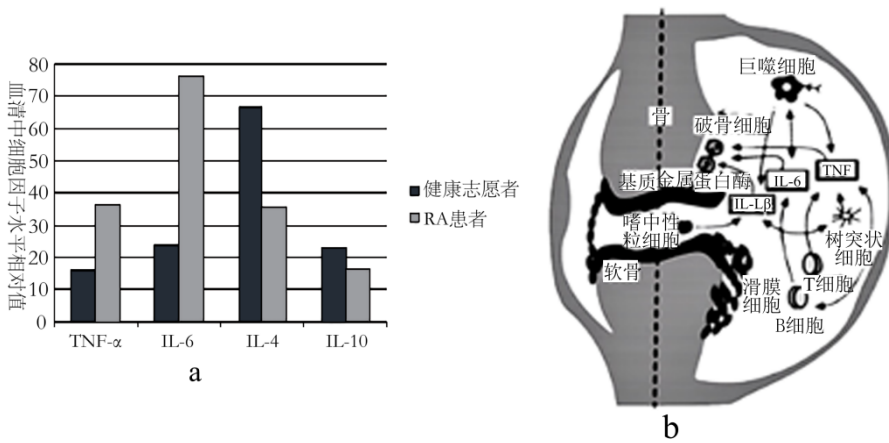 血清中细胞因子水平相对值
80
70
60
50
40
30
20
10
0
TNF-α
IL-6
IL-4
IL-10
健康志愿者
RA患者
a
巨噬细胞
骨
破骨细胞
TNF
IL-6
基质金属蛋白酶
IL-Lβ
嗜中性
粒细胞
树突状
细胞
软骨
滑膜
细胞
T细胞
B细胞
b